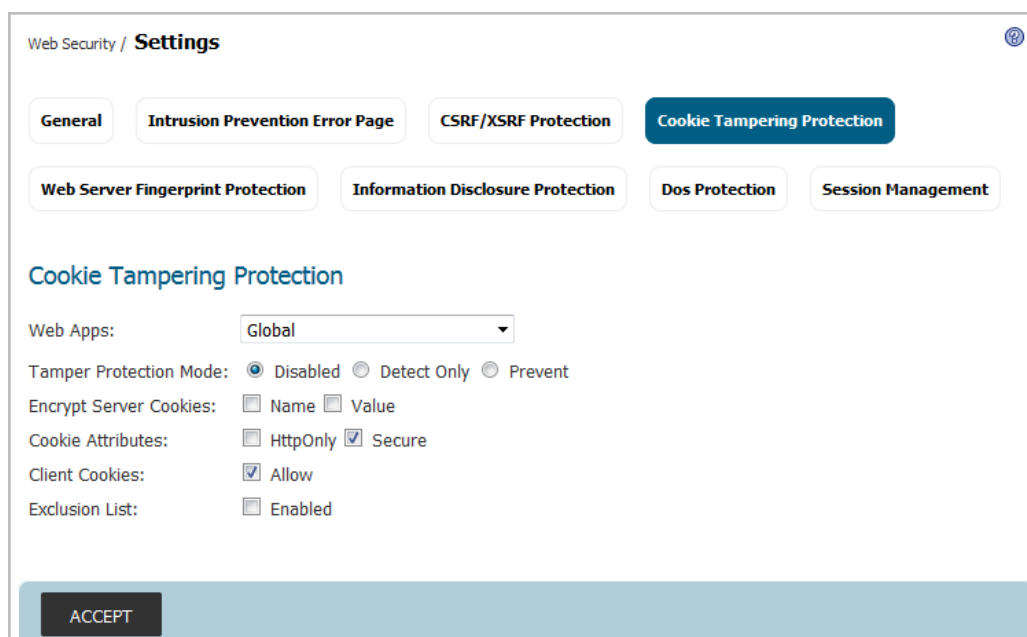 Web Security / Settings
General
Intrusion Prevention Error Page
CSRF/XSRF Protection
Cookie Tampering Protection
Web Server Fingerprint Protection
Information Disclosure Protection
Dos Protection
Session Management
Cookie Tampering Protection
Web Apps: Global
Tamper Protection Mode: Disabled Detect Only Prevent
Encrypt Server Cookies: Name Value
Cookie Attributes: HttpOnly Secure
Client Cookies: Allow
Exclusion List: Enabled
ACCEPT